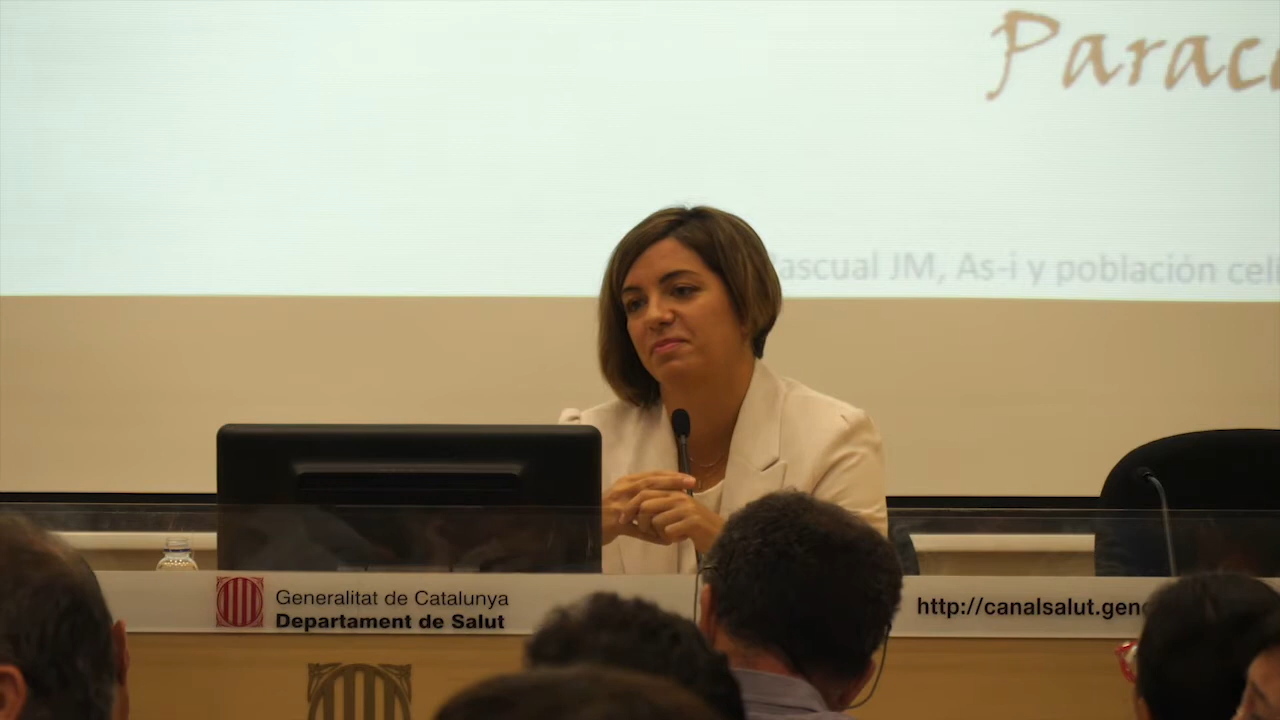 Parac
ascual JM, As-i y población cel
Generalitat de Catalunya
Departament de Salut
http://canalsalut.gen